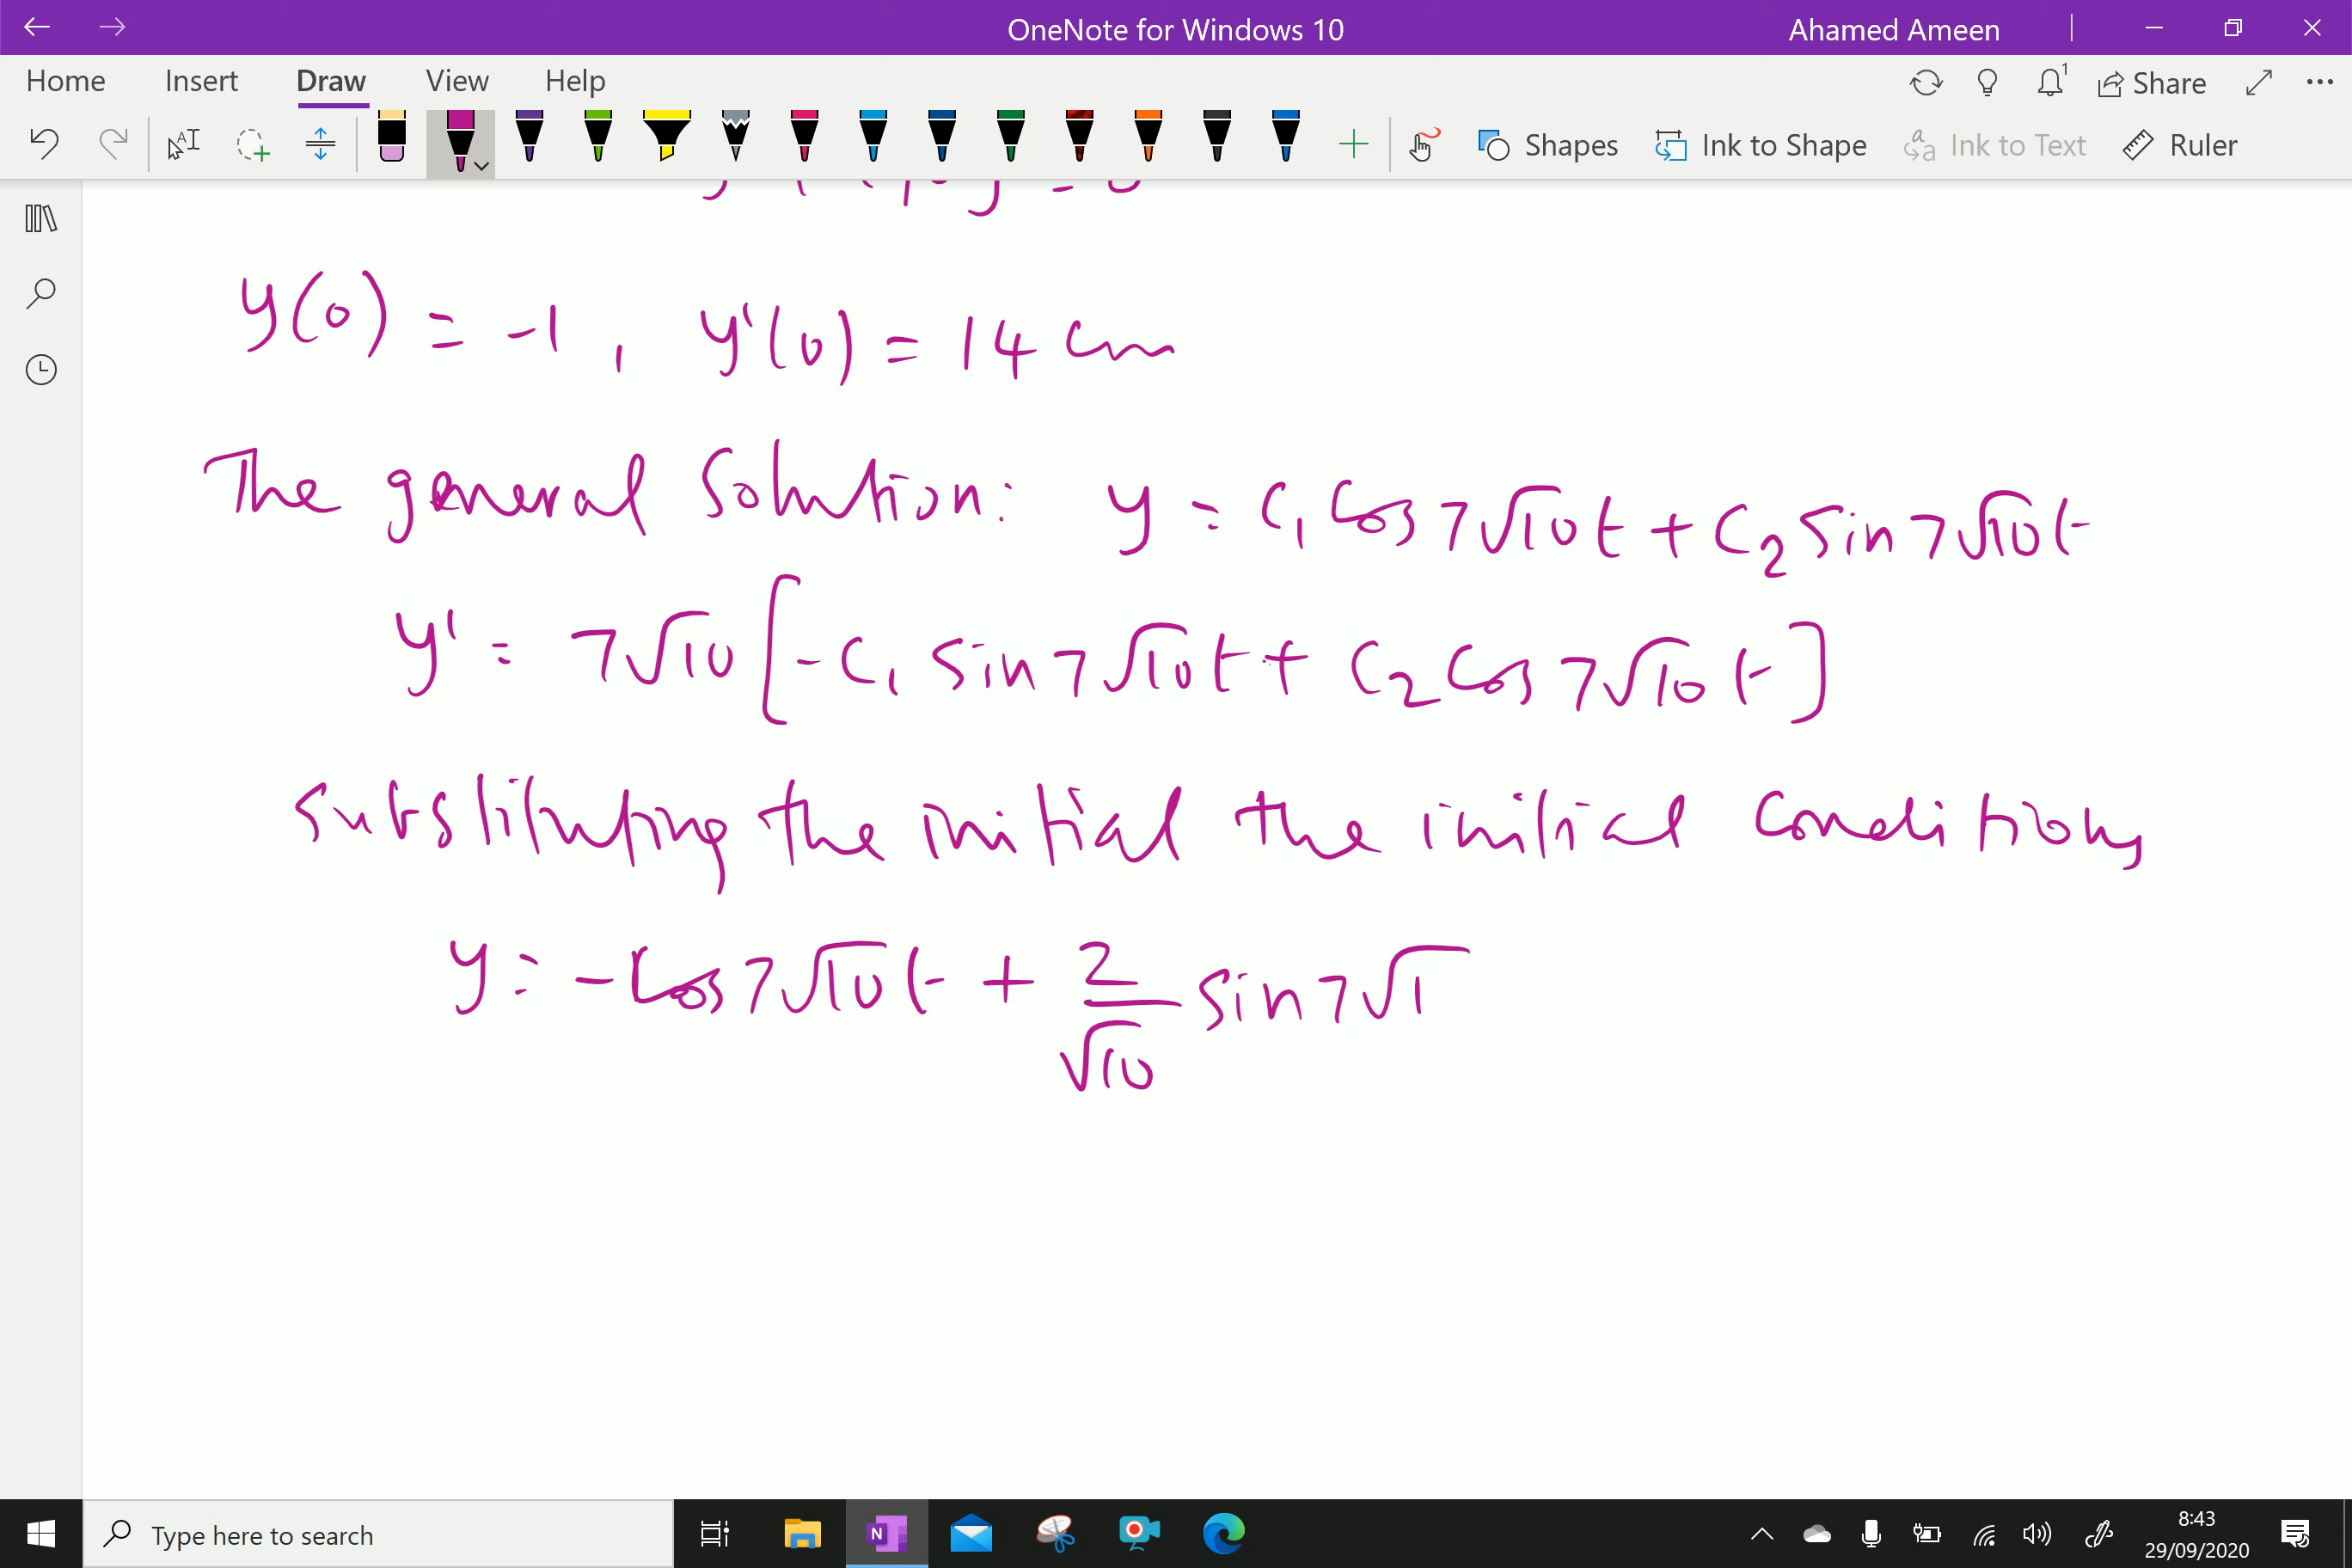 OneNote for Windows 10
Ahamed Ameen
Home Insert Draw View Help
1 Share
Shapes Ink to Shape Ink to Text Ruler
y(0) = -1, y'(0) = 14 cm
The general solution: y = c₁ cos 7√10 t + c₂ sin 7√10 t
y' = 7√10 [-c₁ sin 7√10 t + c₂ cos 7√10 t]
Substituting the initial the initial conditions
y = -cos 7√10 t + 2/√10 sin 7√1
Type here to search
8:43
29/09/2020